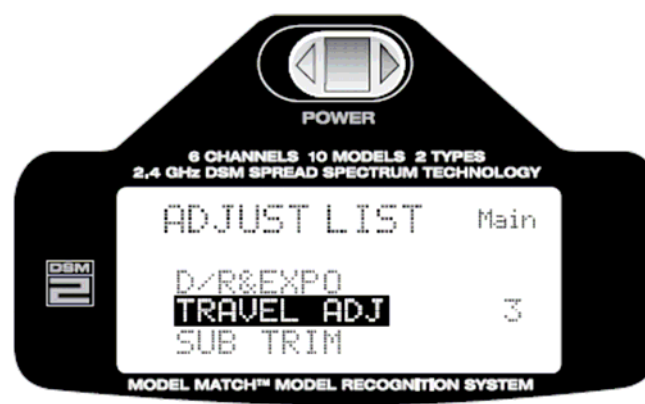 POWER
6 CHANNELS 10 MODELS 2 TYPES
2,4 GHz DSM SPREAD SPECTRUM TECHNOLOGY
ADJUST LIST Main
D/R&EXPO
TRAVEL ADJ 3
SUB TRIM
DSM
2
MODEL MATCH™ MODEL RECOGNITION SYSTEM